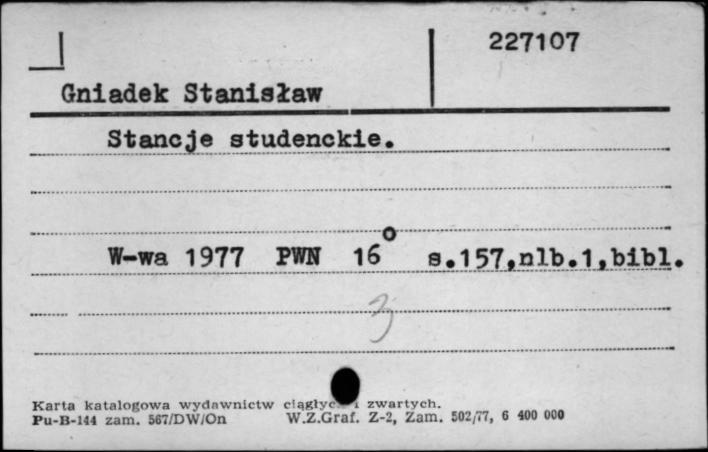 227107
Gniadek Stanisław
Stancje studenckie.
W-wa 1977 PWN 16° s.157,nlb.1,bibl.
3
Karta katalogowa wydawnictw i zwartych.
Pu-B-144 zam. 567/DW/On W.Z.Graf. Z-2, Zam. 502/77, 6 400 000